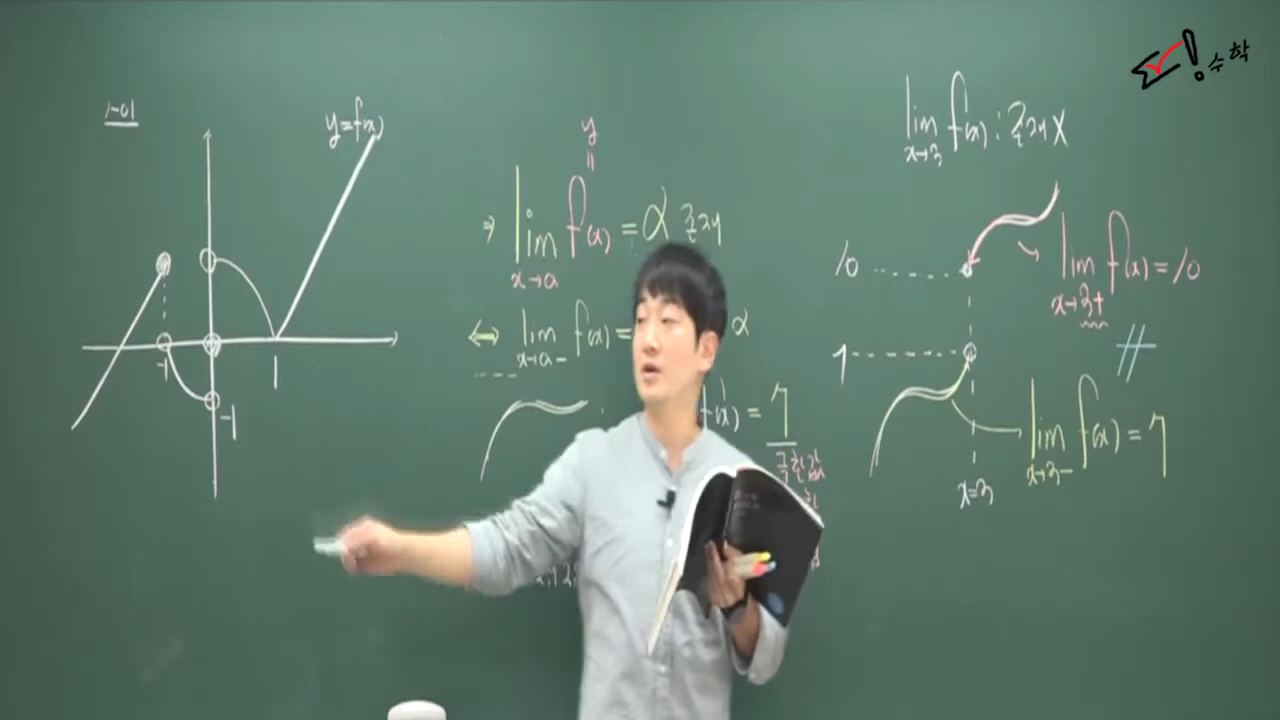 1-01
y=f(x)
-1
1
-1
y
॥
⇒ lim f(x) = α 존재
x→a
⇔ lim f(x) = α
x→a-
f(x) = 7
lim f(x) : 존재 X
x→3
10
lim f(x) = 10
x→3+
7
lim f(x) = 7
x→3-
x=3
수학